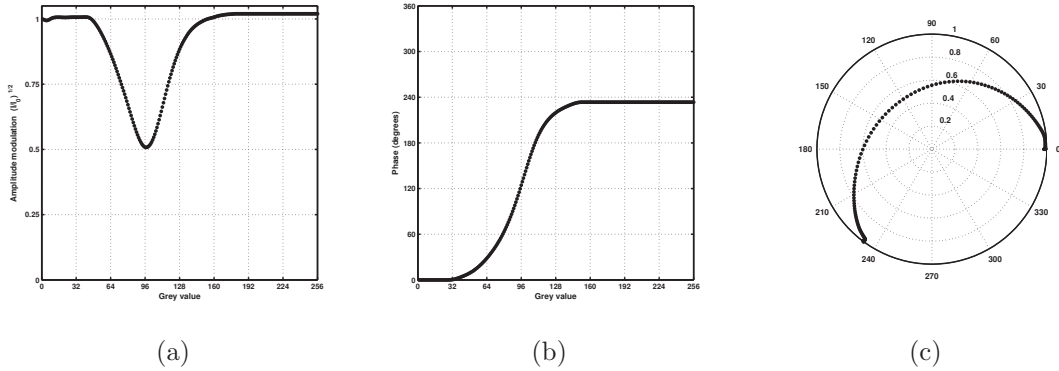 Amplitude modulation (I/I0) 1/2
1
0.75
0.5
0.25
0
0 32 64 96 128 160 192 224 256
Grey value
(a)
Phase (degrees)
360
300
240
180
120
60
0
0 32 64 96 128 160 192 224 256
Grey value
(b)
90
120 1 60
0.8
0.6
150 30
0.4
0.2
180 0
210 330
240 300
270
(c)